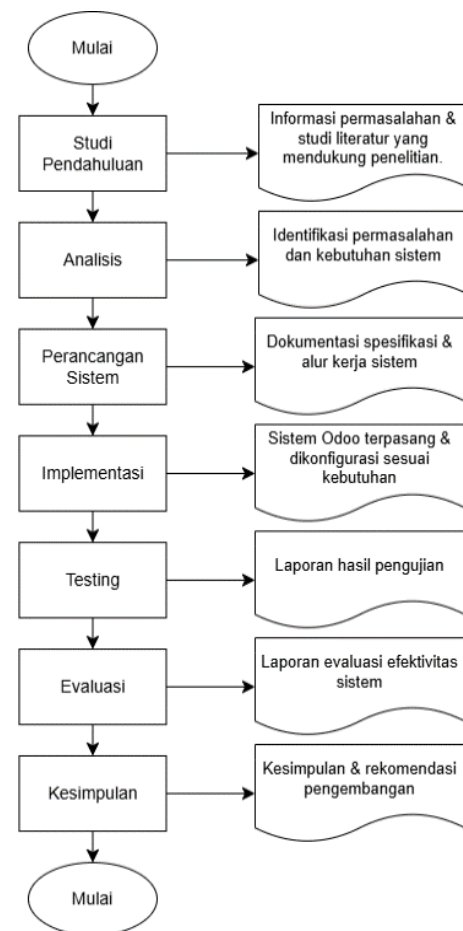 Mulai
Studi
Pendahuluan
Informasi permasalahan &
studi literatur yang
mendukung penelitian.
Analisis
Identifikasi permasalahan
dan kebutuhan sistem
Perancangan
Sistem
Dokumentasi spesifikasi &
alur kerja sistem
Implementasi
Sistem Odoo terpasang &
dikonfigurasi sesuai
kebutuhan
Testing
Laporan hasil pengujian
Evaluasi
Laporan evaluasi efektivitas
sistem
Kesimpulan
Kesimpulan & rekomendasi
pengembangan
Mulai